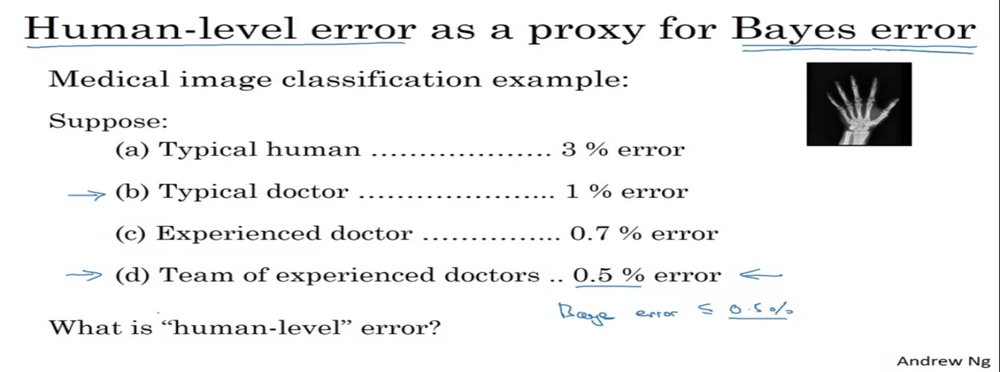 Human-level error as a proxy for Bayes error
Medical image classification example:
Suppose:
(a) Typical human ................... 3 % error
(b) Typical doctor ..................... 1 % error
(c) Experienced doctor ............... 0.7 % error
(d) Team of experienced doctors .. 0.5 % error
Baye error ≤ 0.5%
What is “human-level” error?
Andrew Ng